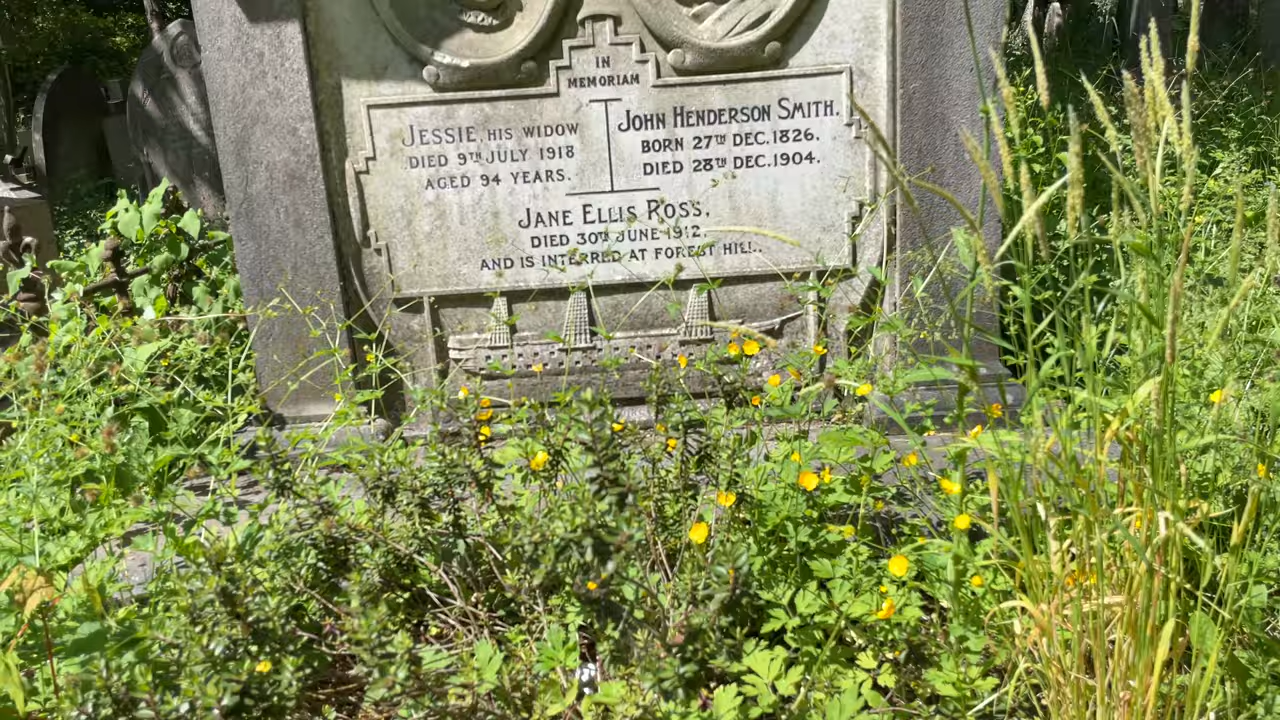 IN
MEMORIAM
JESSIE, HIS WIDOW
DIED 9TH JULY 1918
AGED 94 YEARS.
JOHN HENDERSON SMITH.
BORN 27TH DEC. 1826.
DIED 28TH DEC. 1904.
JANE ELLIS ROSS,
DIED 30TH JUNE 1912,
AND IS INTERRED AT FOREST HILL.